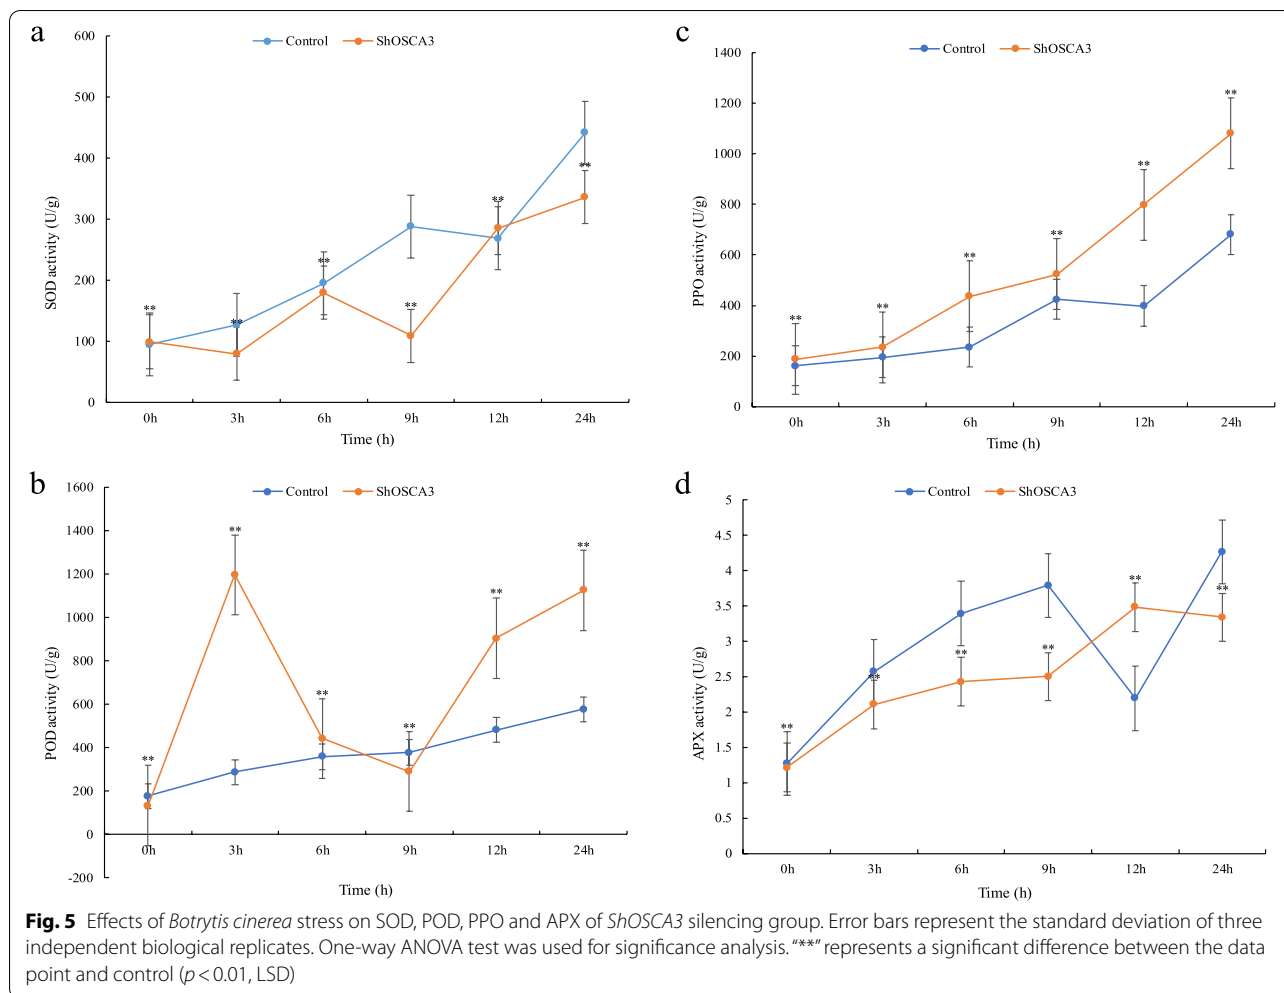 a
Control
ShOSCA3
600
500
400
300
200
100
0
SOD activity (U/g)
**
**
**
**
**
**
0h
3h
6h
9h
12h
24h
Time (h)
c
Control
ShOSCA3
1400
1200
1000
800
600
400
200
0
PPO activity (U/g)
**
**
**
**
**
**
0h
3h
6h
9h
12h
24h
Time (h)
b
Control
ShOSCA3
1600
1400
1200
1000
800
600
400
200
0
-200
POD activity (U/g)
**
**
**
**
**
**
0h
3h
6h
9h
12h
24h
Time (h)
d
Control
ShOSCA3
5
4.5
4
3.5
3
2.5
2
1.5
1
0.5
0
APX activity (U/g)
**
**
**
**
**
**
0h
3h
6h
9h
12h
24h
Time (h)
Fig. 5 Effects of Botrytis cinerea stress on SOD, POD, PPO and APX of ShOSCA3 silencing group. Error bars represent the standard deviation of three
independent biological replicates. One-way ANOVA test was used for significance analysis. “**” represents a significant difference between the data
point and control (p < 0.01, LSD)